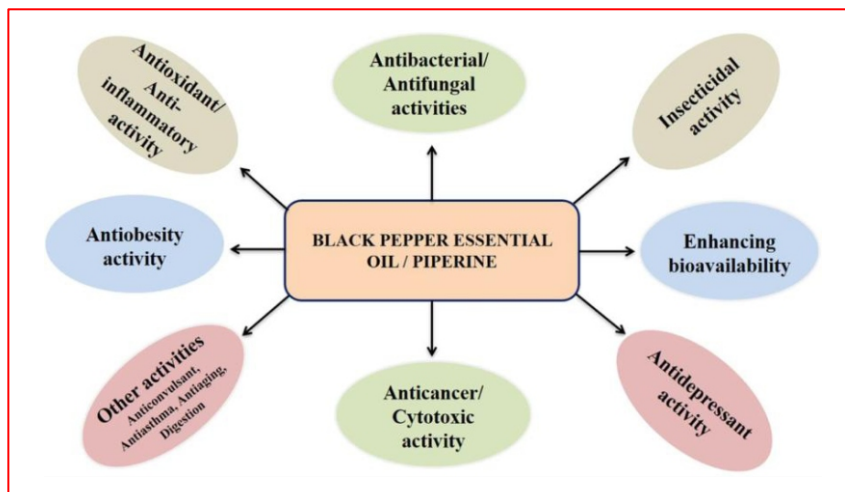 Antioxidant/
Anti-
inflammatory
activity
Antibacterial/
Antifungal
activities
Insecticidal
activity
Antiobesity
activity
BLACK PEPPER ESSENTIAL
OIL / PIPERINE
Enhancing
bioavailability
Other activities
Anticonvulsant,
Antiasthma, Antiaging,
Digestion
Anticancer/
Cytotoxic
activity
Antidepressant
activity